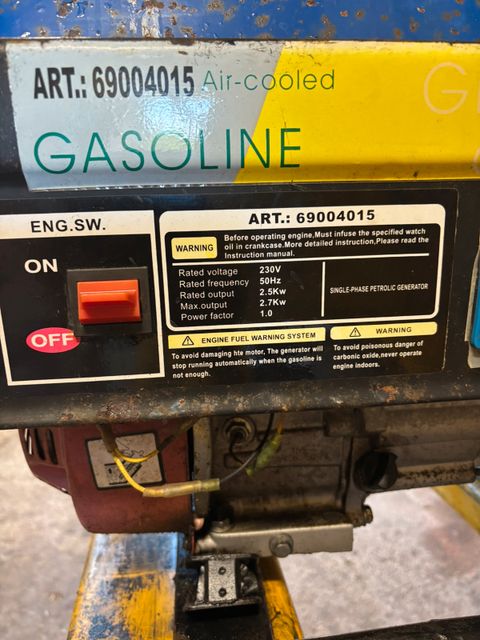 ART.: 69004015 Air-cooled
GASOLINE
ENG.SW.
ON
OFF
ART.: 69004015
WARNING
Before operating engine,Must infuse the specified watch
oil in crankcase.More detailed instruction,Please read the
Instruction manual.
Rated voltage 230V
Rated frequency 50Hz
Rated output 2.5Kw
Max.output 2.7Kw
Power factor 1.0
SINGLE-PHASE PETROLIC GENERATOR
ENGINE FUEL WARNING SYSTEM
To avoid damaging hte motor, The generator will
stop running automatically when the gasoline is
not enough.
WARNING
To avoid poisenous danger of
carbonic oxide,never operate
engine indoors.